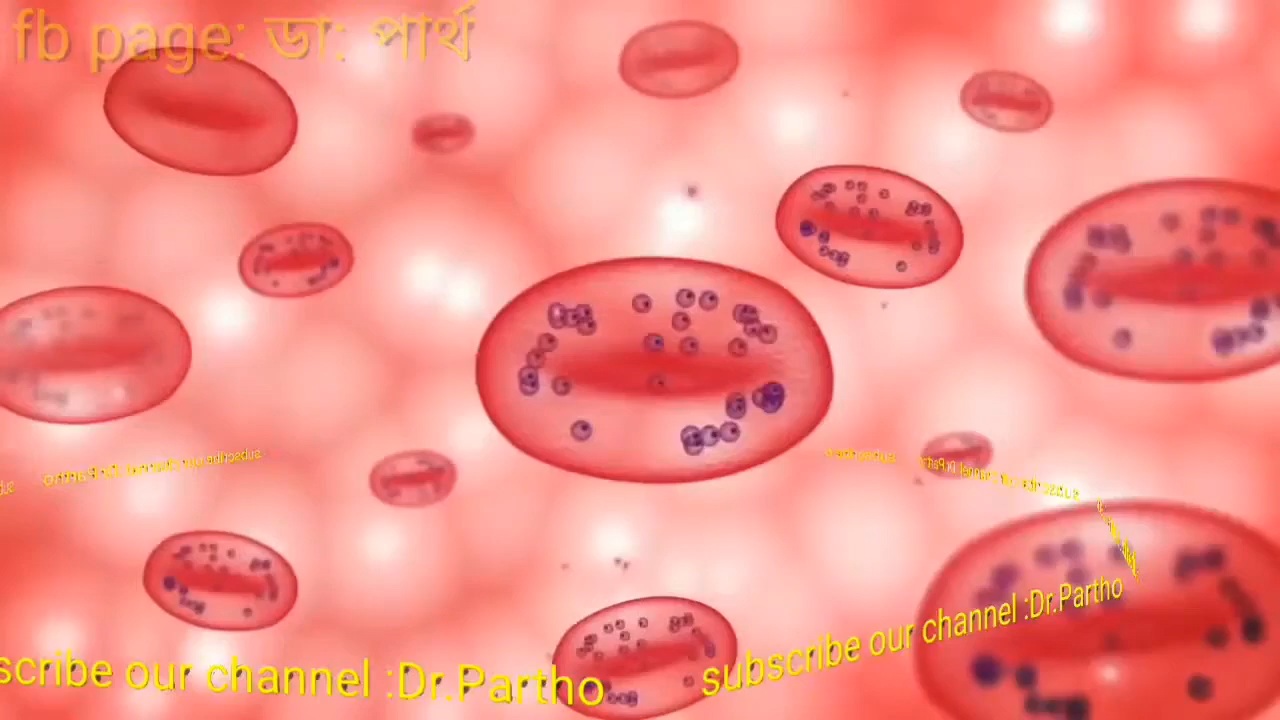 fb page: ডা: পার্থ
scribe our channel :Dr.Partho
subscribe our channel :Dr.Partho